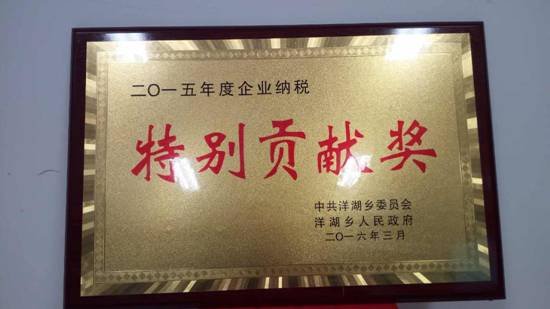 二〇一五年度企业纳税
特别贡献奖
中共洋湖乡委员会
洋湖乡人民政府
二〇一六年三月